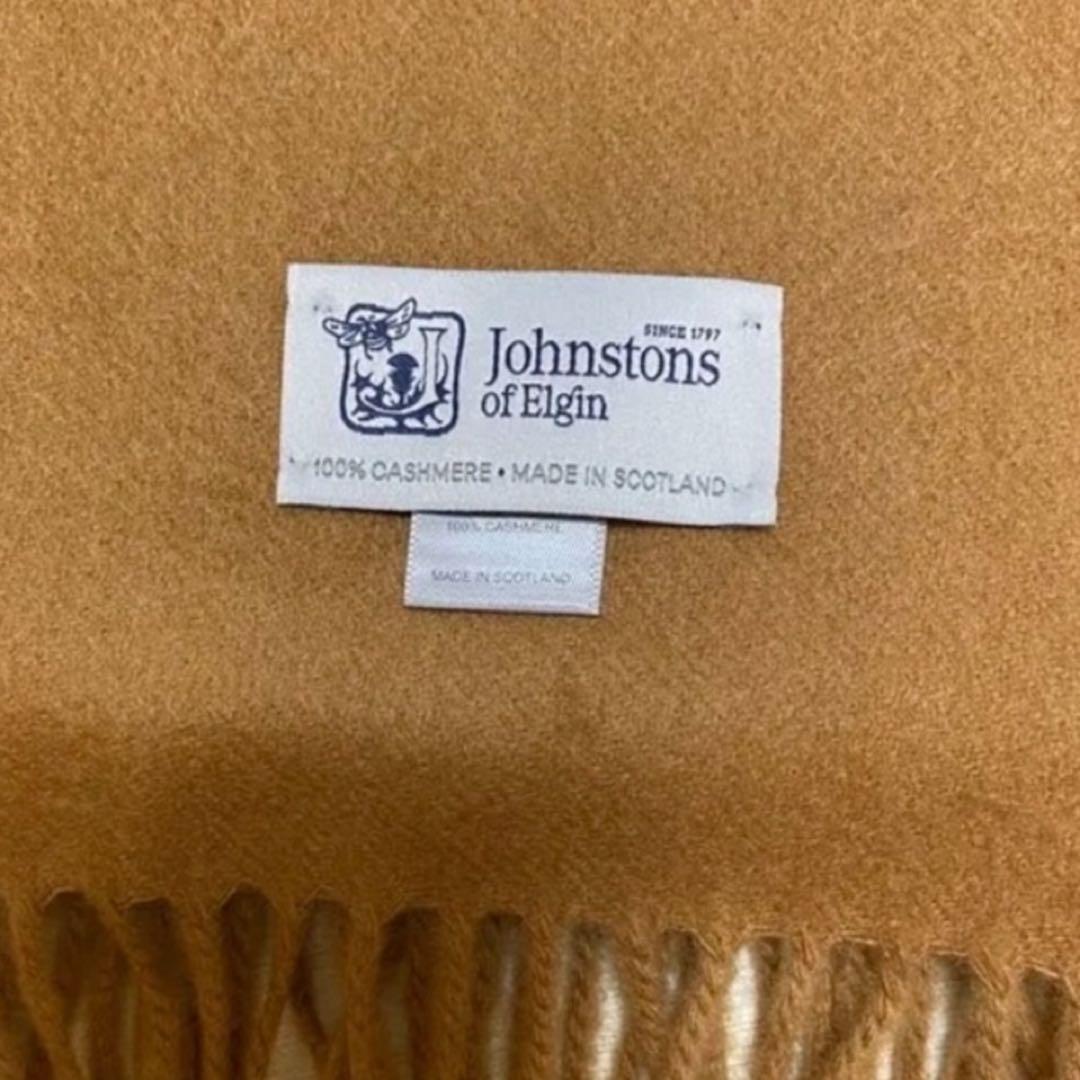 SINCE 1797
Johnstons
of Elgin
100% CASHMERE • MADE IN SCOTLAND
100% CASHMERE
MADE IN SCOTLAND